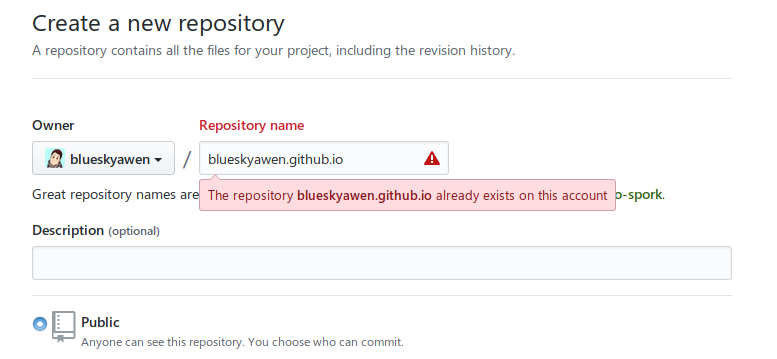 Create a new repository
A repository contains all the files for your project, including the revision history.
Owner
Repository name
blueskyawen
/
blueskyawen.github.io
Great repository names are
o-spork.
The repository blueskyawen.github.io already exists on this account
Description (optional)
Public
Anyone can see this repository. You choose who can commit.